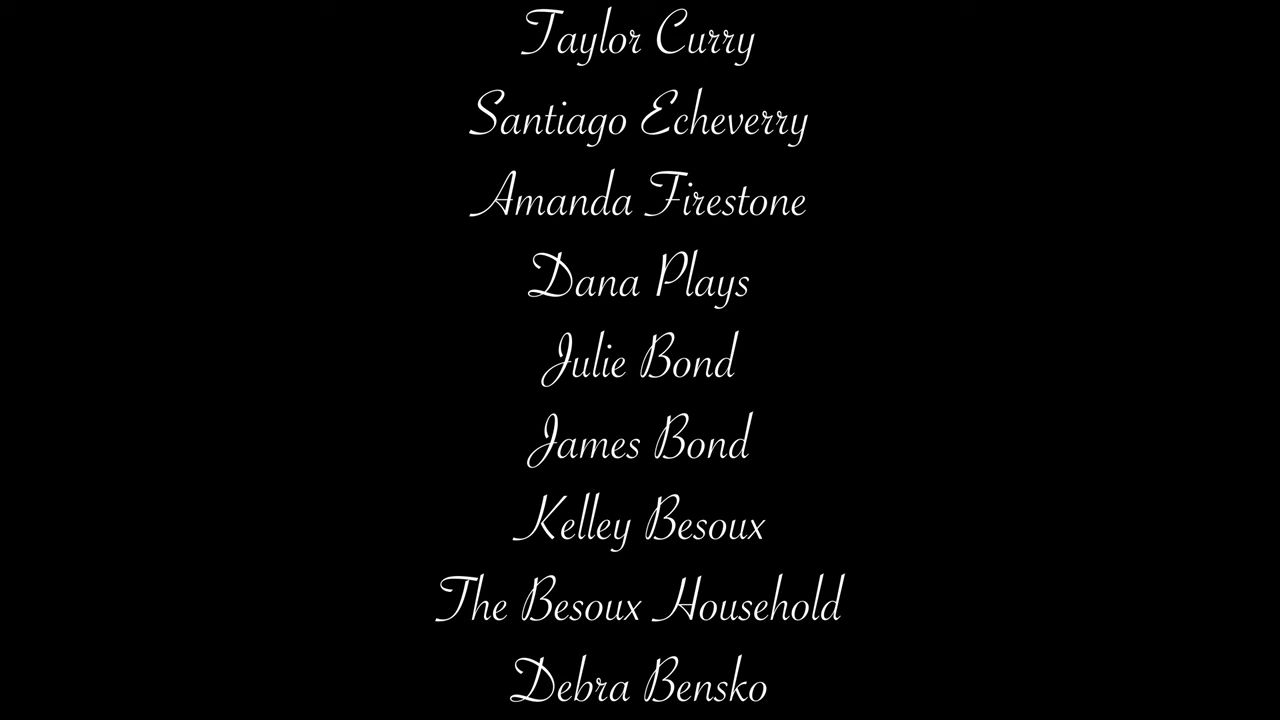 Taylor Curry
Santiago Echeverry
Amanda Firestone
Dana Plays
Julie Bond
James Bond
Kelley Besoux
The Besoux Household
Debra Bensko